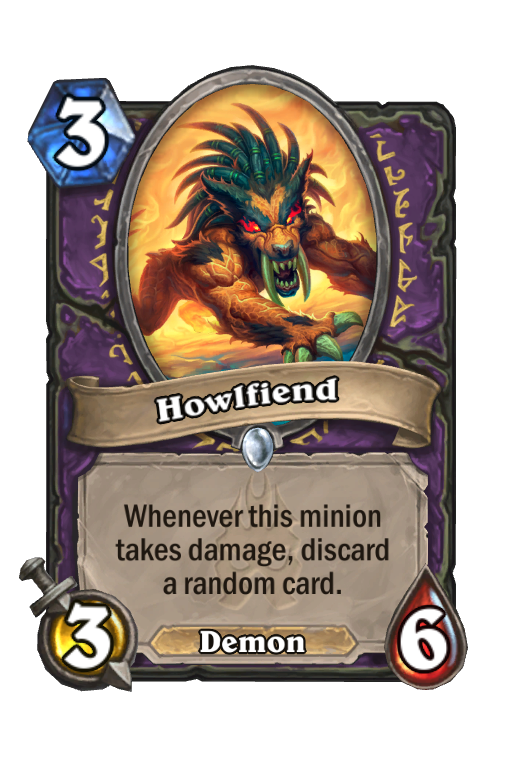 3
Howlfiend
Whenever this minion
takes damage, discard
a random card.
3
Demon
6